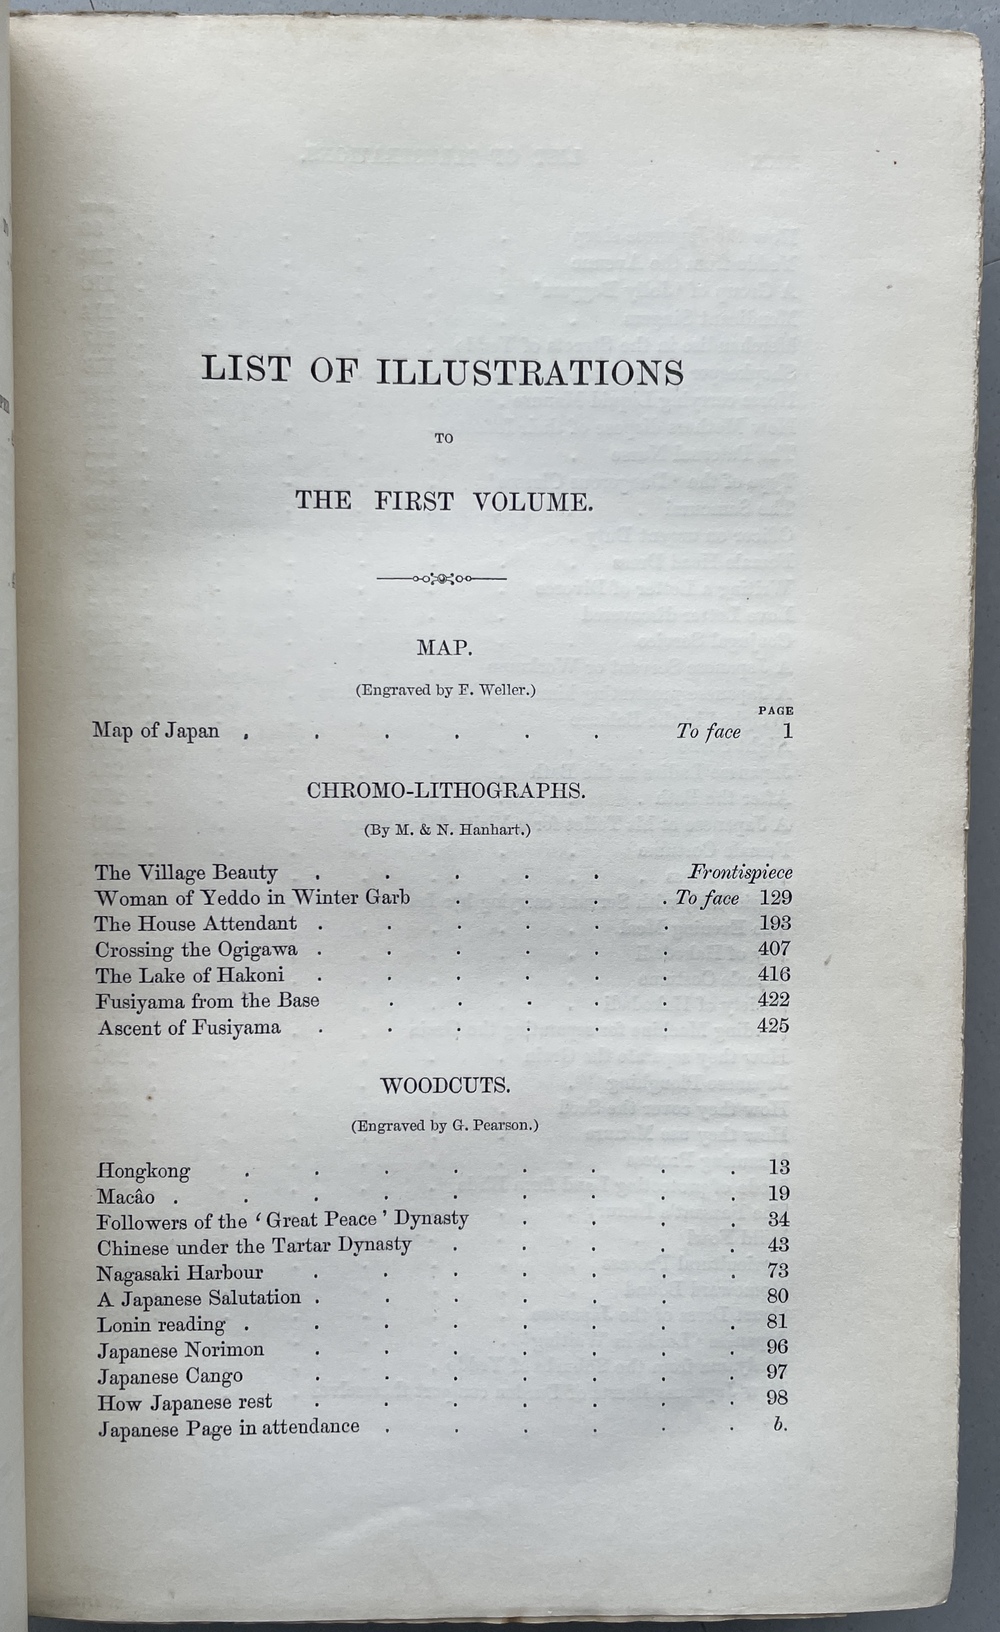 LIST OF ILLUSTRATIONS
TO
THE FIRST VOLUME.
MAP.
(Engraved by F. Weller.)
PAGE
Map of Japan . . . . . . To face 1
CHROMO-LITHOGRAPHS.
(By M. & N. Hanhart.)
The Village Beauty . . . . . Frontispiece
Woman of Yeddo in Winter Garb . . . . To face 129
The House Attendant . . . . . . 193
Crossing the Ogigawa . . . . . . 407
The Lake of Hakoni . . . . . . 416
Fusiyama from the Base . . . . . 422
Ascent of Fusiyama . . . . . . 425
WOODCUTS.
(Engraved by G. Pearson.)
Hongkong . . . . . . . . 13
Macâo . . . . . . . . . 19
Followers of the ‘Great Peace’ Dynasty . . . . 34
Chinese under the Tartar Dynasty . . . . . 43
Nagasaki Harbour . . . . . . . 73
A Japanese Salutation . . . . . . . 80
Lonin reading . . . . . . . . 81
Japanese Norimon . . . . . . . 96
Japanese Cango . . . . . . . 97
How Japanese rest . . . . . . . 98
Japanese Page in attendance . . . . . . b.